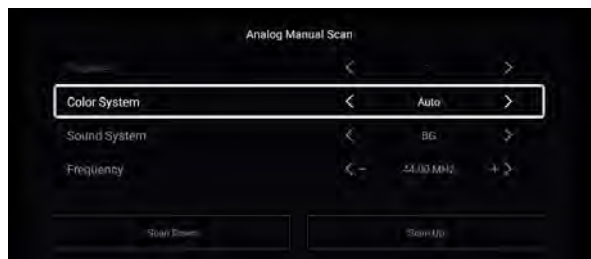 Analog Manual Scan
Color System < Auto >
Sound System < BG >
Frequency < - 44.00 MHz + >
Scan Down Scan Up